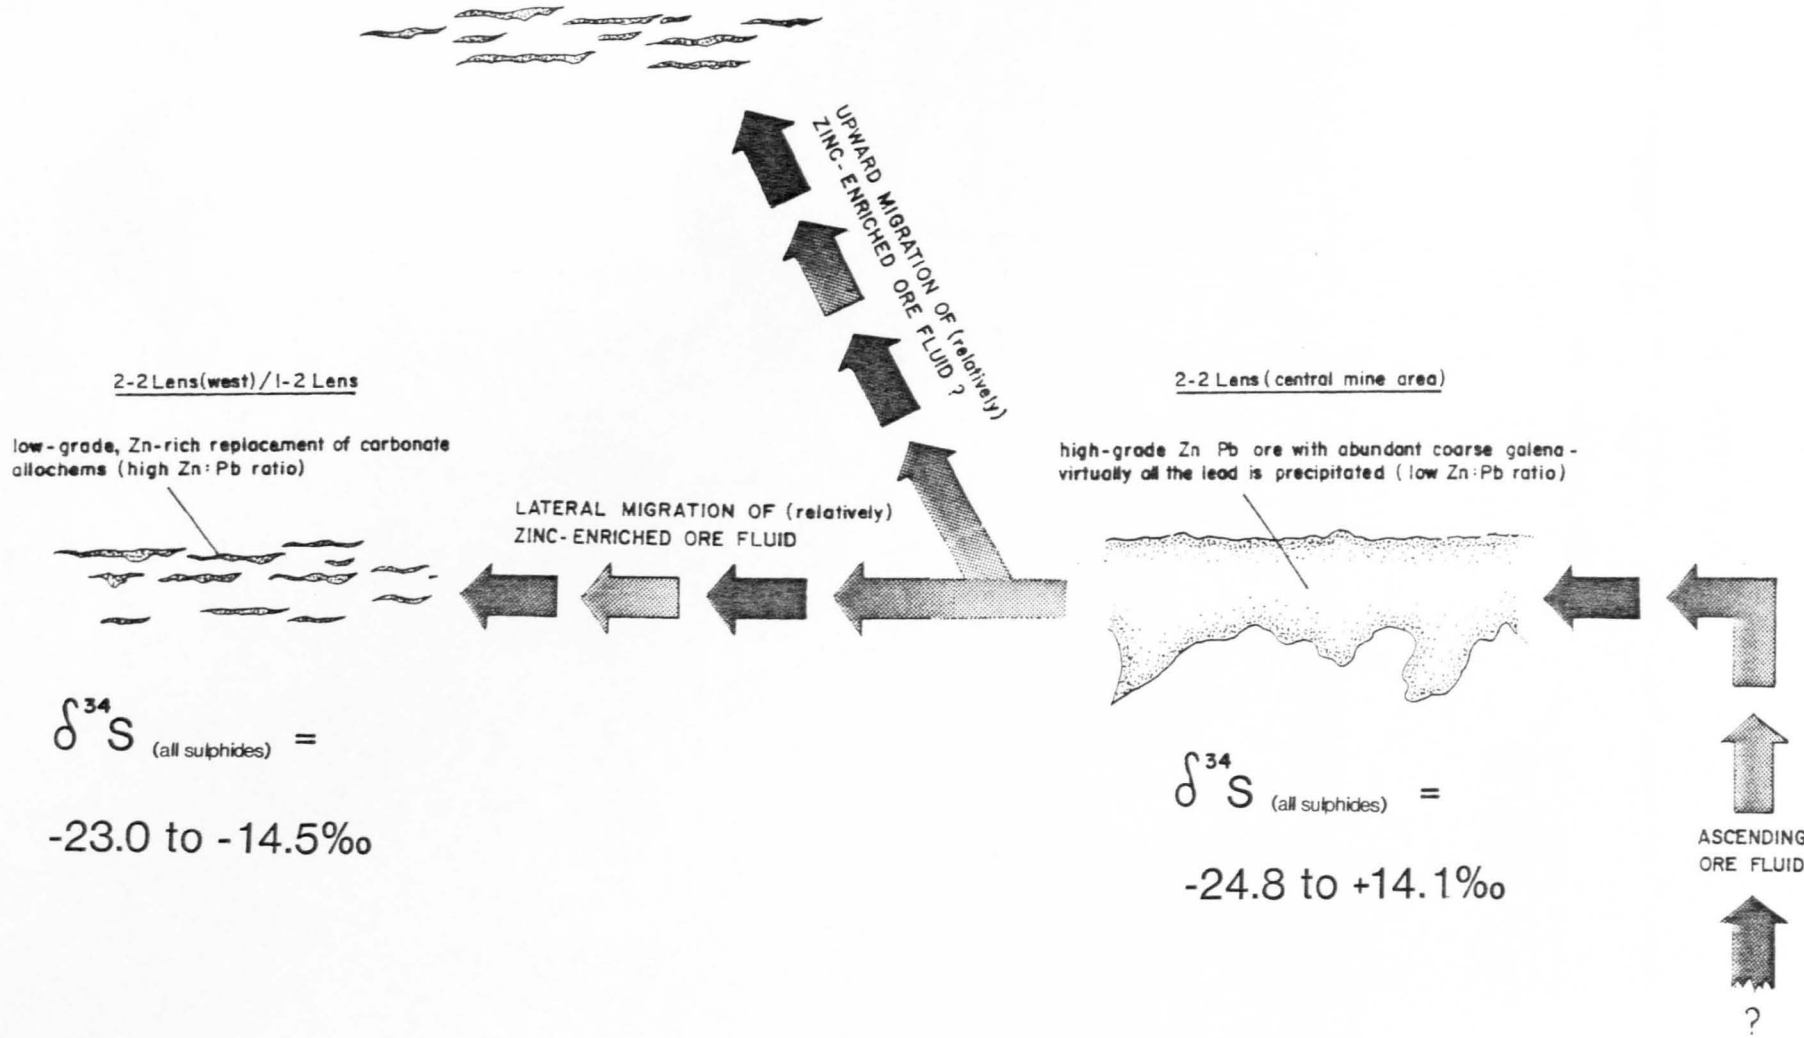 UPWARD MIGRATION OF (relatively)
ZINC-ENRICHED ORE FLUID ?
2-2 Lens(west)/1-2 Lens
low-grade, Zn-rich replacement of carbonate
allochems (high Zn:Pb ratio)
LATERAL MIGRATION OF (relatively)
ZINC-ENRICHED ORE FLUID
2-2 Lens (central mine area)
high-grade Zn Pb ore with abundant coarse galena-
virtually all the lead is precipitated (low Zn:Pb ratio)
δ³⁴S (all sulphides) =
-23.0 to -14.5‰
δ³⁴S (all sulphides) =
-24.8 to +14.1‰
ASCENDING
ORE FLUID
?